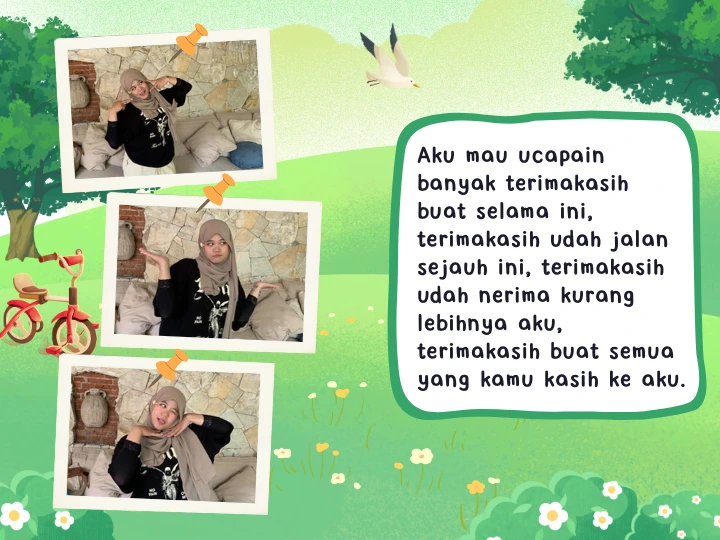 Aku mau ucapain
banyak terimakasih
buat selama ini,
terimakasih udah jalan
sejauh ini, terimakasih
udah nerima kurang
lebihnya aku,
terimakasih buat semua
yang kamu kasih ke aku.